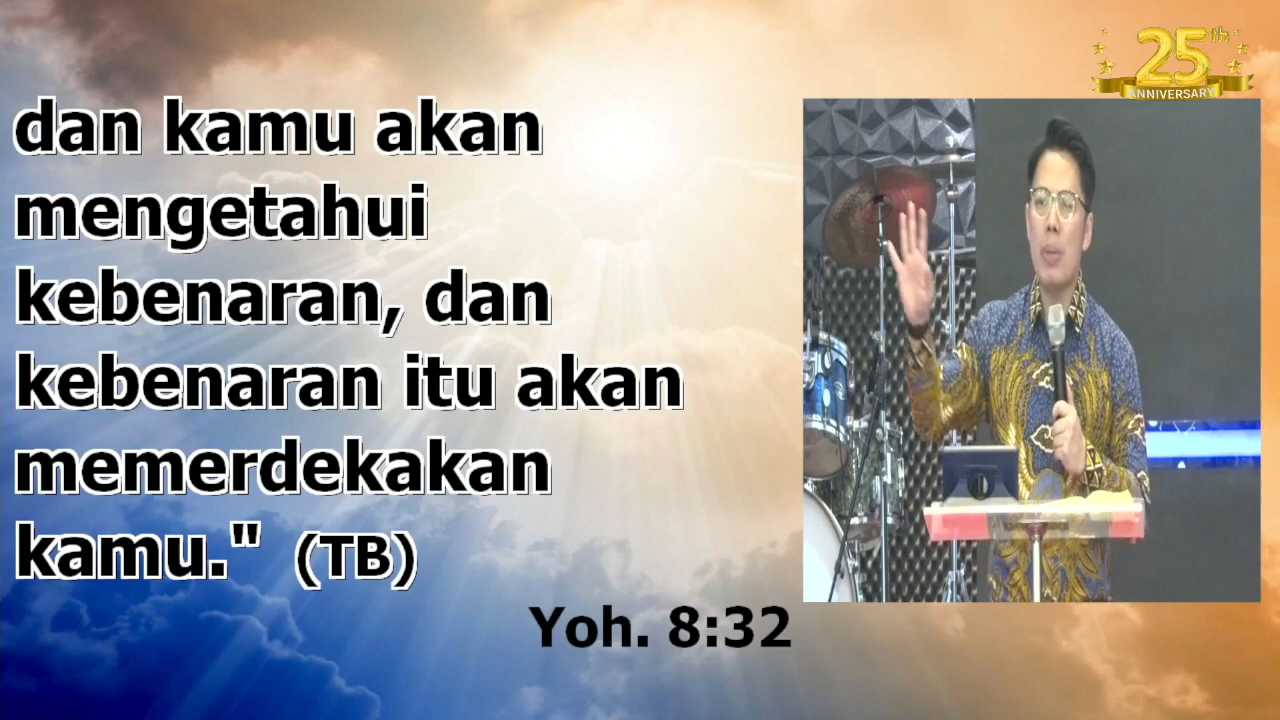 25th
ANNIVERSARY
dan kamu akan
mengetahui
kebenaran, dan
kebenaran itu akan
memerdekakan
kamu." (TB)
Yoh. 8:32